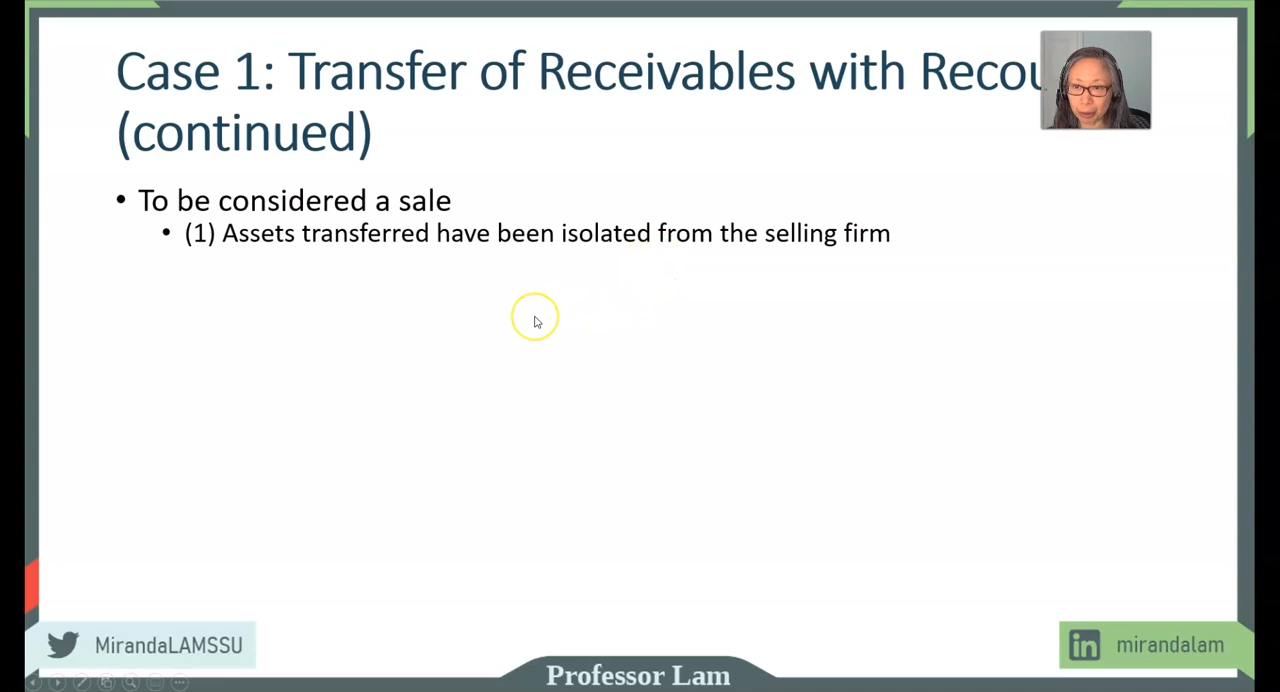 Case 1: Transfer of Receivables with
(continued)
• To be considered a sale
• (1) Assets transferred have been isolated from the selling firm
MirandaLAMSSU
in mirandalam
Professor Lam